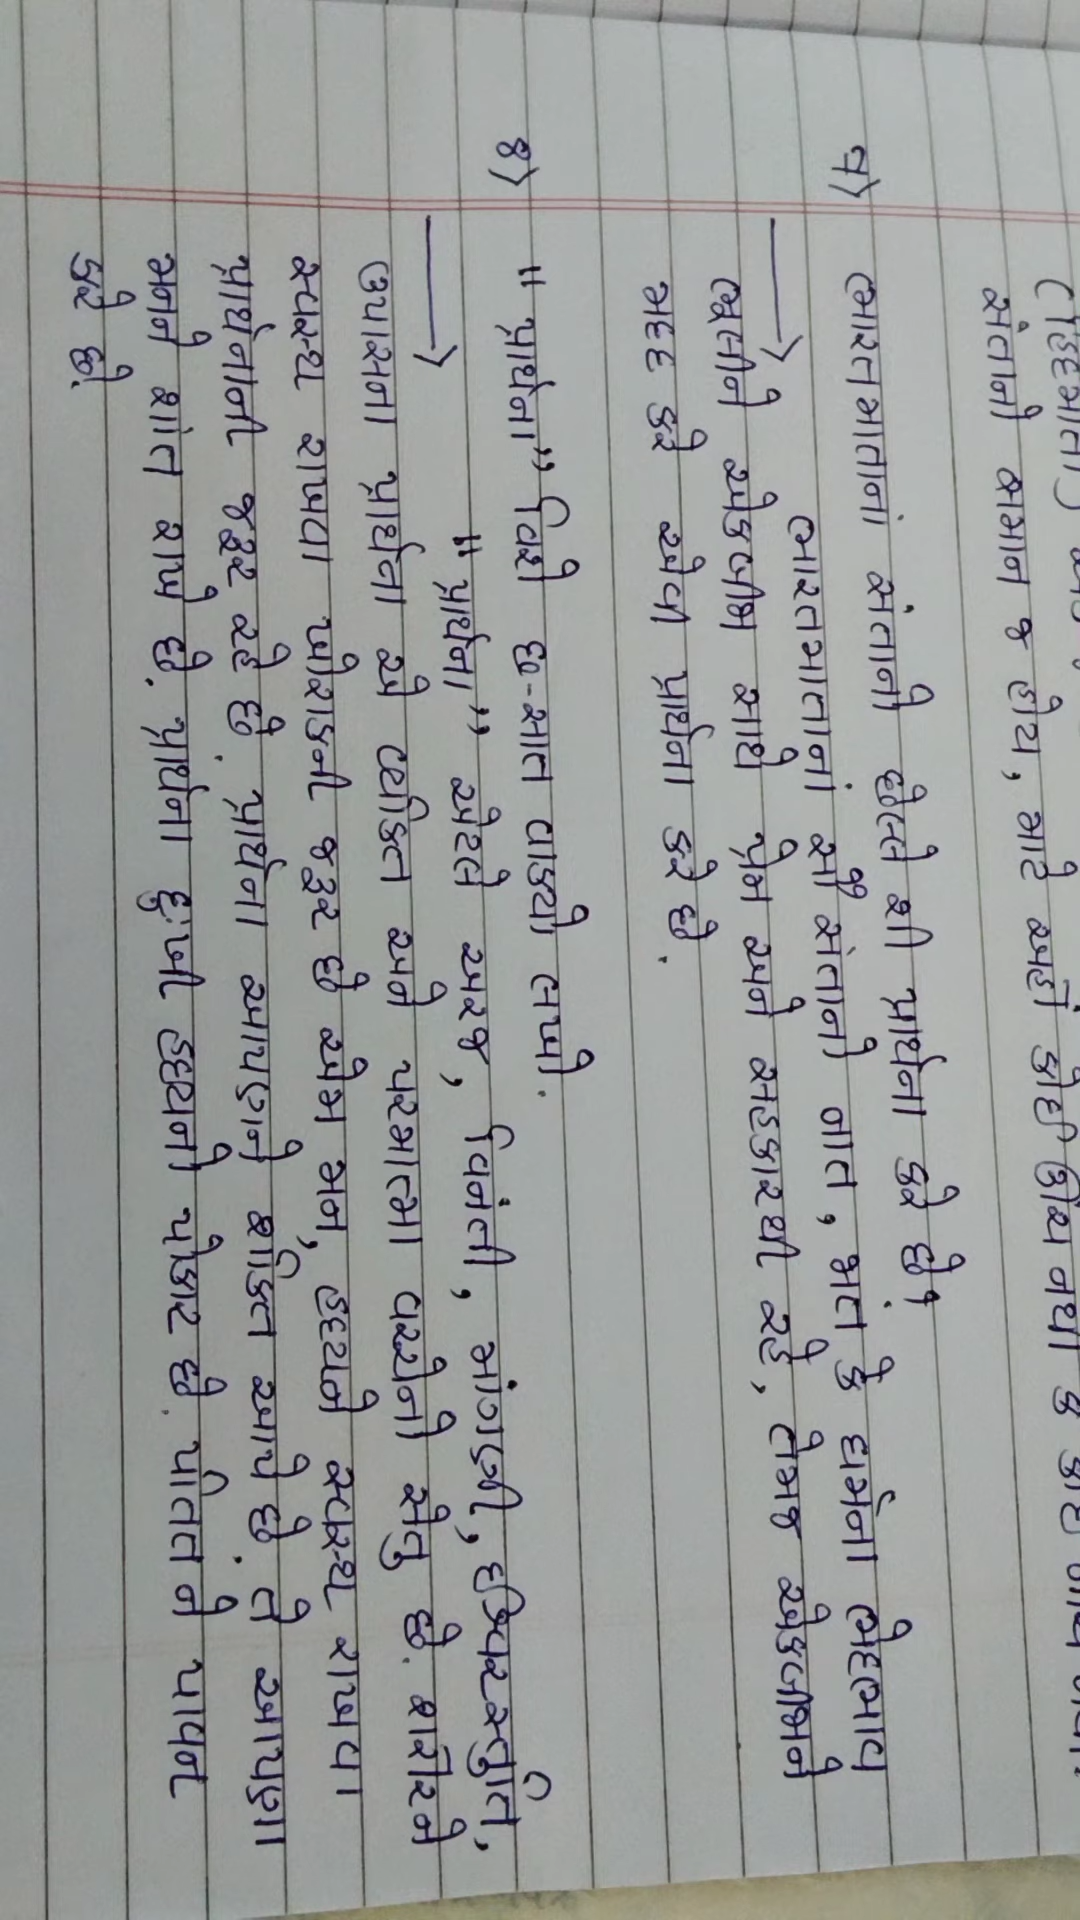 સંતાનો સમાન જ હોય, માટે અહીં કોઈ ઊંચ નથી કે કોઈ
૫) ભારતમાતાનાં સંતાનો છેલ્લે શી પ્રાર્થના કરે છે?
→ ભારતમાતાનાં સૌ સંતાનો નાત, જાત કે ધર્મના ભેદભાવ
ભૂલીને એકબીજા સાથે પ્રેમ અને સહકારથી રહે, તેમજ એકબીજાને
મદદ કરે એવી પ્રાર્થના કરે છે.
૪) "પ્રાર્થના" વિશે છ-સાત વાક્યો લખો.
→ "પ્રાર્થના" એટલે અરજ, વિનંતી, માંગણી, ઈશ્વરસ્તુતિ,
ઉપાસના પ્રાર્થના એ વ્યકિત અને પરમાત્મા વચ્ચેનો સેતુ છે. શરીરને
સ્વસ્થ રાખવા ખોરાકની જરૂર છે એમ મન, હૃદયને સ્વસ્થ રાખવા
પ્રાર્થનાની જરૂર રહે છે. પ્રાર્થના આપણને શકિત આપે છે. તે આપણા
મનને શાંત રાખે છે. પ્રાર્થના દુઃખી હૃદયનો પોકાર છે. પતિત ને પાવન
કરે છે.